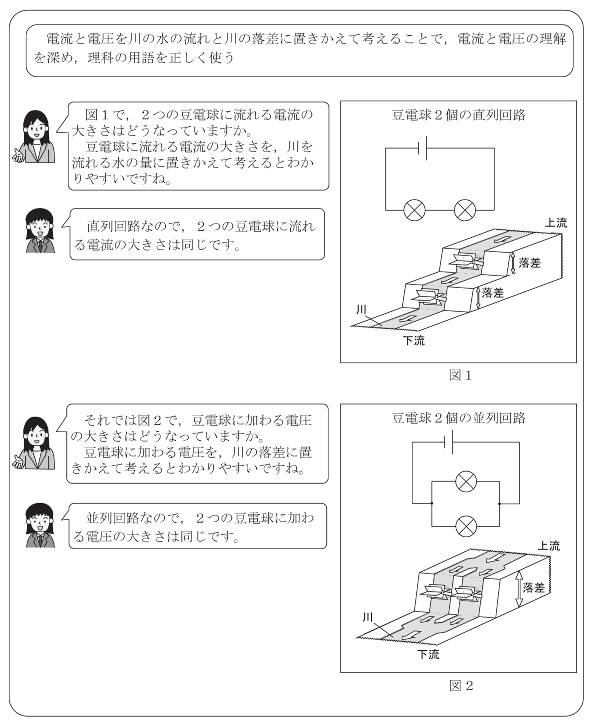 電流と電圧を川の水の流れと川の落差に置きかえて考えることで，電流と電圧の理解
を深め，理科の用語を正しく使う
図１で，２つの豆電球に流れる電流の
大きさはどうなっていますか。
豆電球に流れる電流の大きさを，川を
流れる水の量に置きかえて考えるとわか
りやすいですね。
直列回路なので，２つの豆電球に流れ
る電流の大きさは同じです。
豆電球２個の直列回路
上流
落差
落差
川
下流
図１
それでは図２で，豆電球に加わる電圧
の大きさはどうなっていますか。
豆電球に加わる電圧を，川の落差に置
きかえて考えるとわかりやすいですね。
並列回路なので，２つの豆電球に加わ
る電圧の大きさは同じです。
豆電球２個の並列回路
上流
落差
川
下流
図２